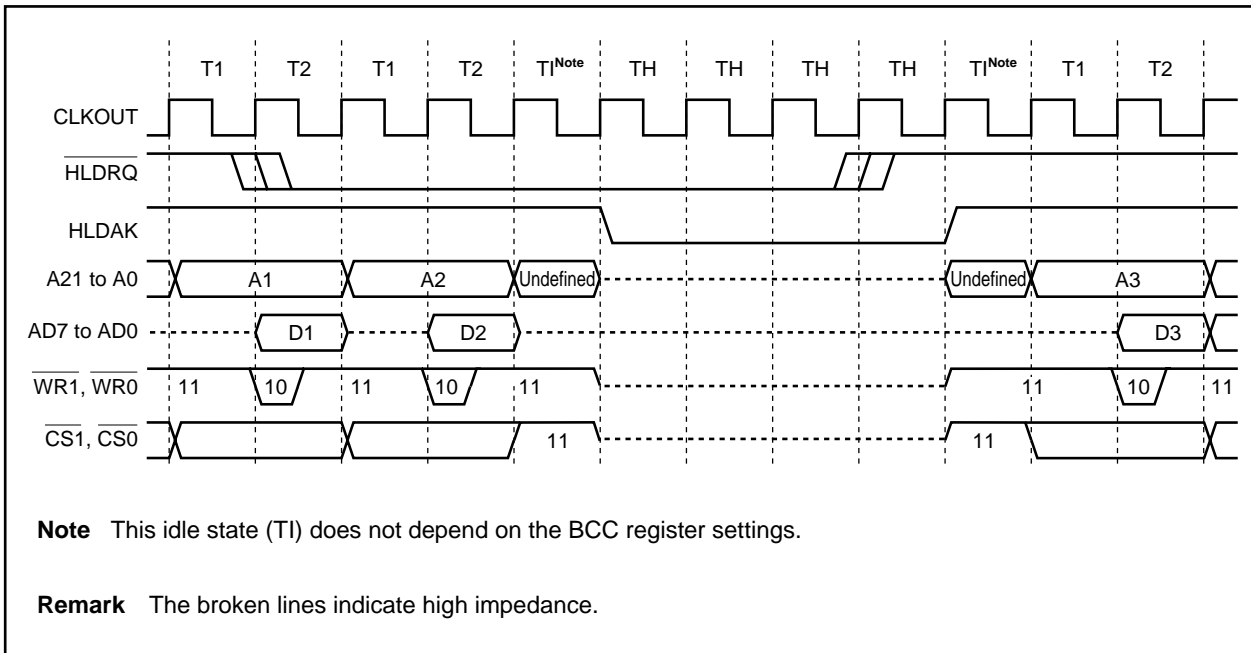 T1 T2 T1 T2 TINote TH TH TH TH TINote T1 T2
CLKOUT
HLDRQ
HLDAK
A21 to A0 A1 A2 Undefined Undefined A3
AD7 to AD0 D1 D2 D3
WR1, WR0 11 10 11 10 11 11 10 11
CS1, CS0 11 11
Note This idle state (TI) does not depend on the BCC register settings.
Remark The broken lines indicate high impedance.